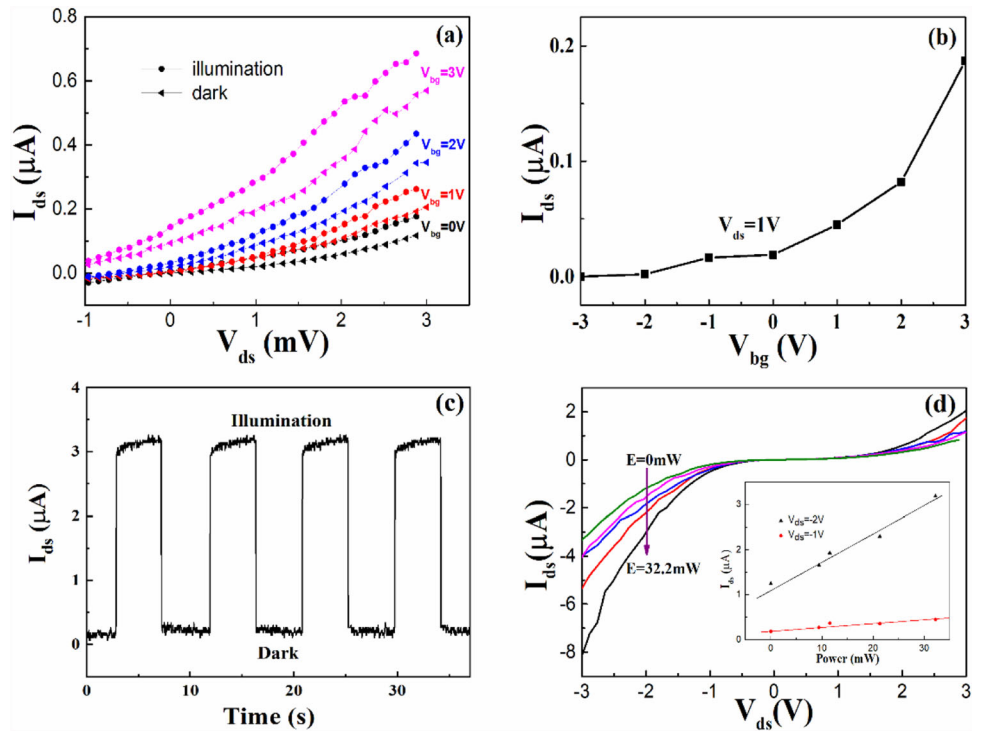 (a)
0.8
0.6
0.4
0.2
0.0
-1
0
1
2
3
I_ds (μA)
V_ds (mV)
illumination
dark
V_bg=3V
V_bg=2V
V_bg=1V
V_bg=0V
(b)
0.2
0.1
0.0
-3
-2
-1
0
1
2
3
I_ds (μA)
V_bg (V)
V_ds=1V
(c)
4
3
2
1
0
0
10
20
30
I_ds (μA)
Time (s)
Illumination
Dark
(d)
2
0
-2
-4
-6
-8
-3
-2
-1
0
1
2
3
I_ds (μA)
V_ds(V)
E=0mW
E=32.2mW
3
2
1
0
0
10
20
30
I_ds (μA)
Power (mW)
V_ds=-2V
V_ds=-1V